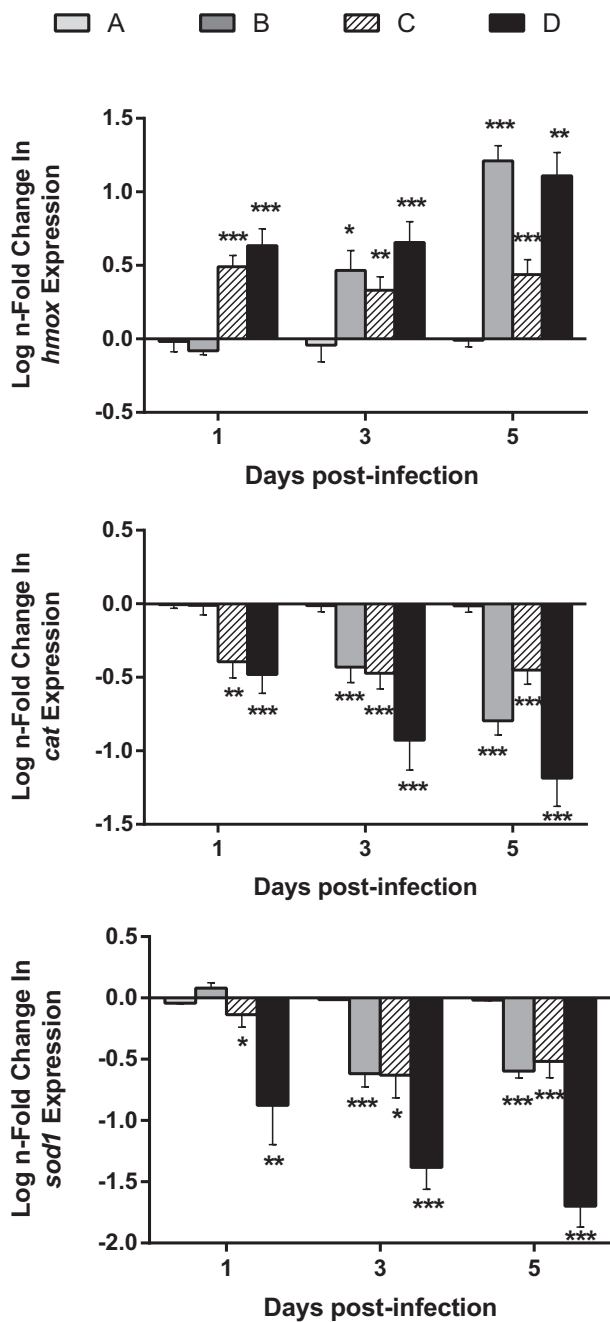 A B C D
Log n-Fold Change In
hmox Expression
1.5
1.0
0.5
0.0
-0.5
*** ***
* ** ***
*** *** **
1 3 5
Days post-infection
Log n-Fold Change In
cat Expression
0.5
0.0
-0.5
-1.0
-1.5
** ***
*** *** ***
*** *** ***
1 3 5
Days post-infection
Log n-Fold Change In
sod1 Expression
0.5
0.0
-0.5
-1.0
-1.5
-2.0
* **
*** * ***
*** *** ***
1 3 5
Days post-infection